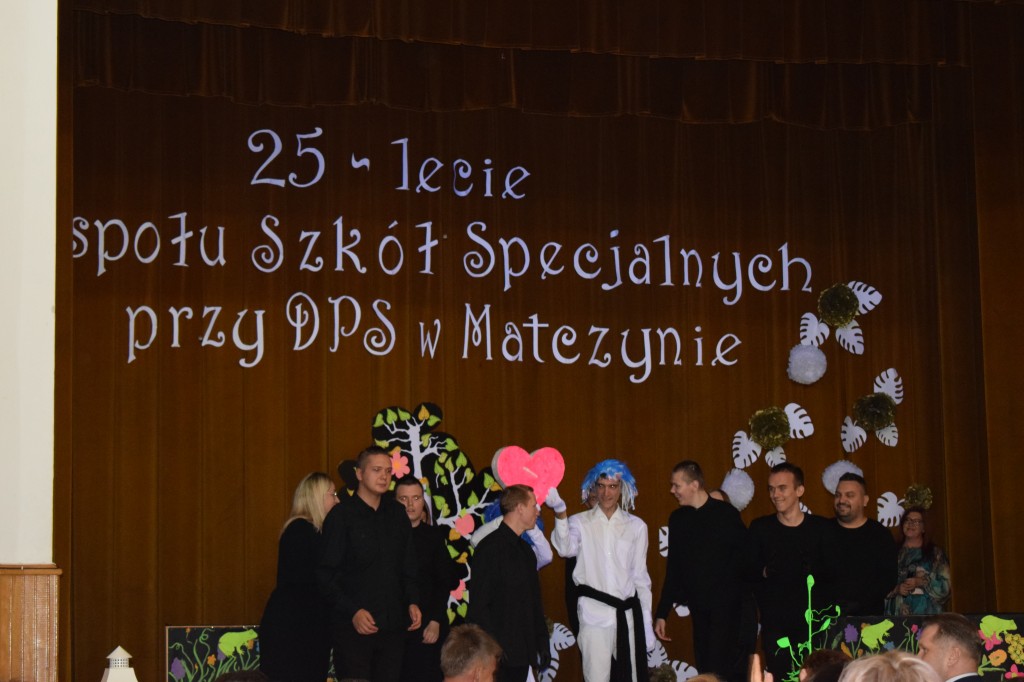 25 - lecie
społu Szkół Specjalnych
przy DPS w Matczynie